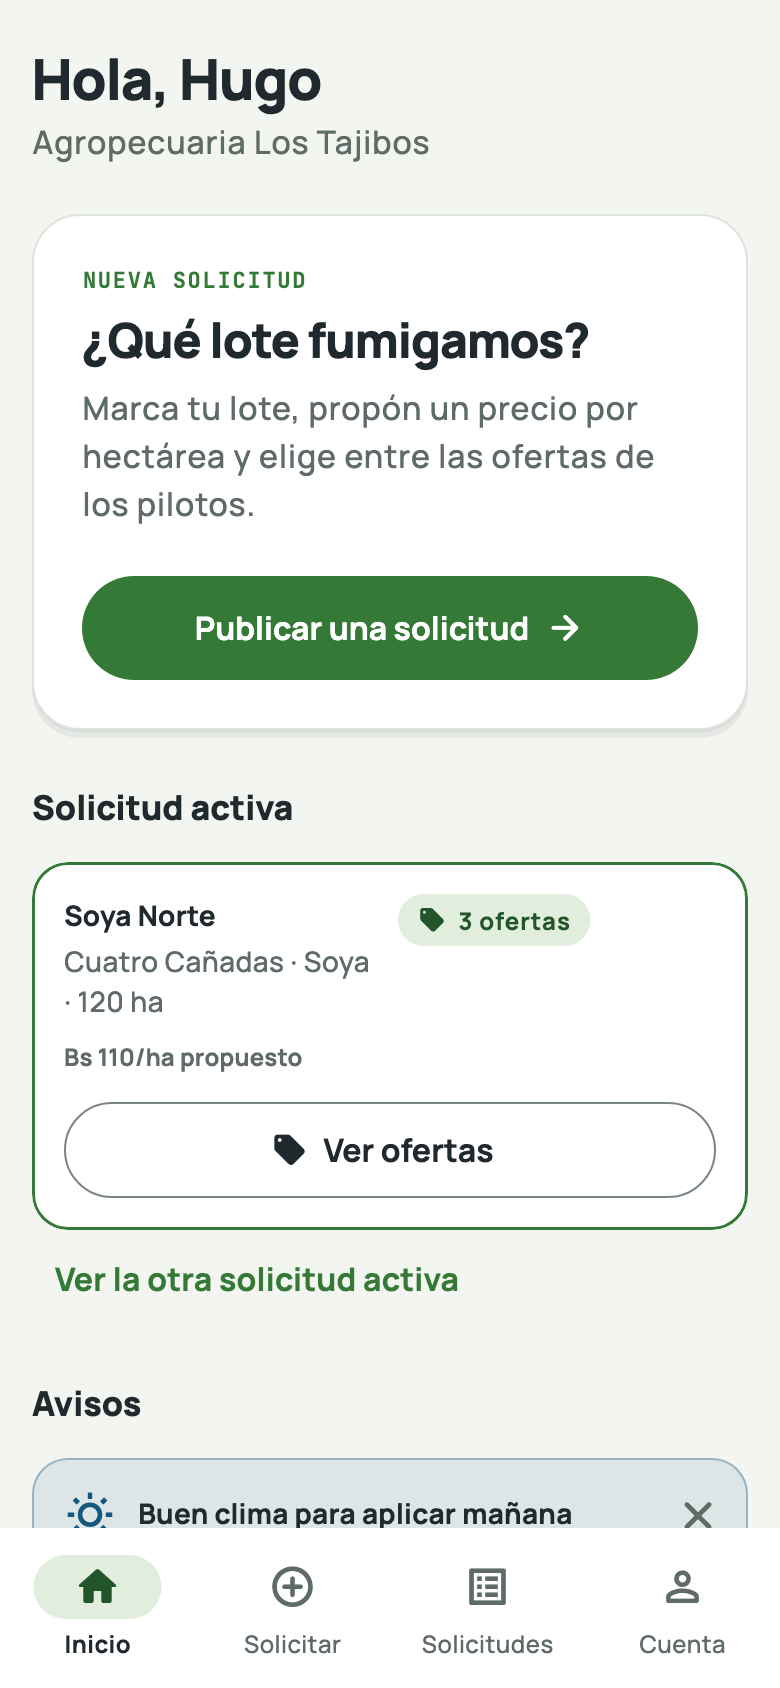 Hola, Hugo
Agropecuaria Los Tajibos
NUEVA SOLICITUD
¿Qué lote fumigamos?
Marca tu lote, propón un precio por
hectárea y elige entre las ofertas de
los pilotos.
Publicar una solicitud
Solicitud activa
Soya Norte
3 ofertas
Cuatro Cañadas · Soya
· 120 ha
Bs 110/ha propuesto
Ver ofertas
Ver la otra solicitud activa
Avisos
Buen clima para aplicar mañana
Inicio
Solicitar
Solicitudes
Cuenta